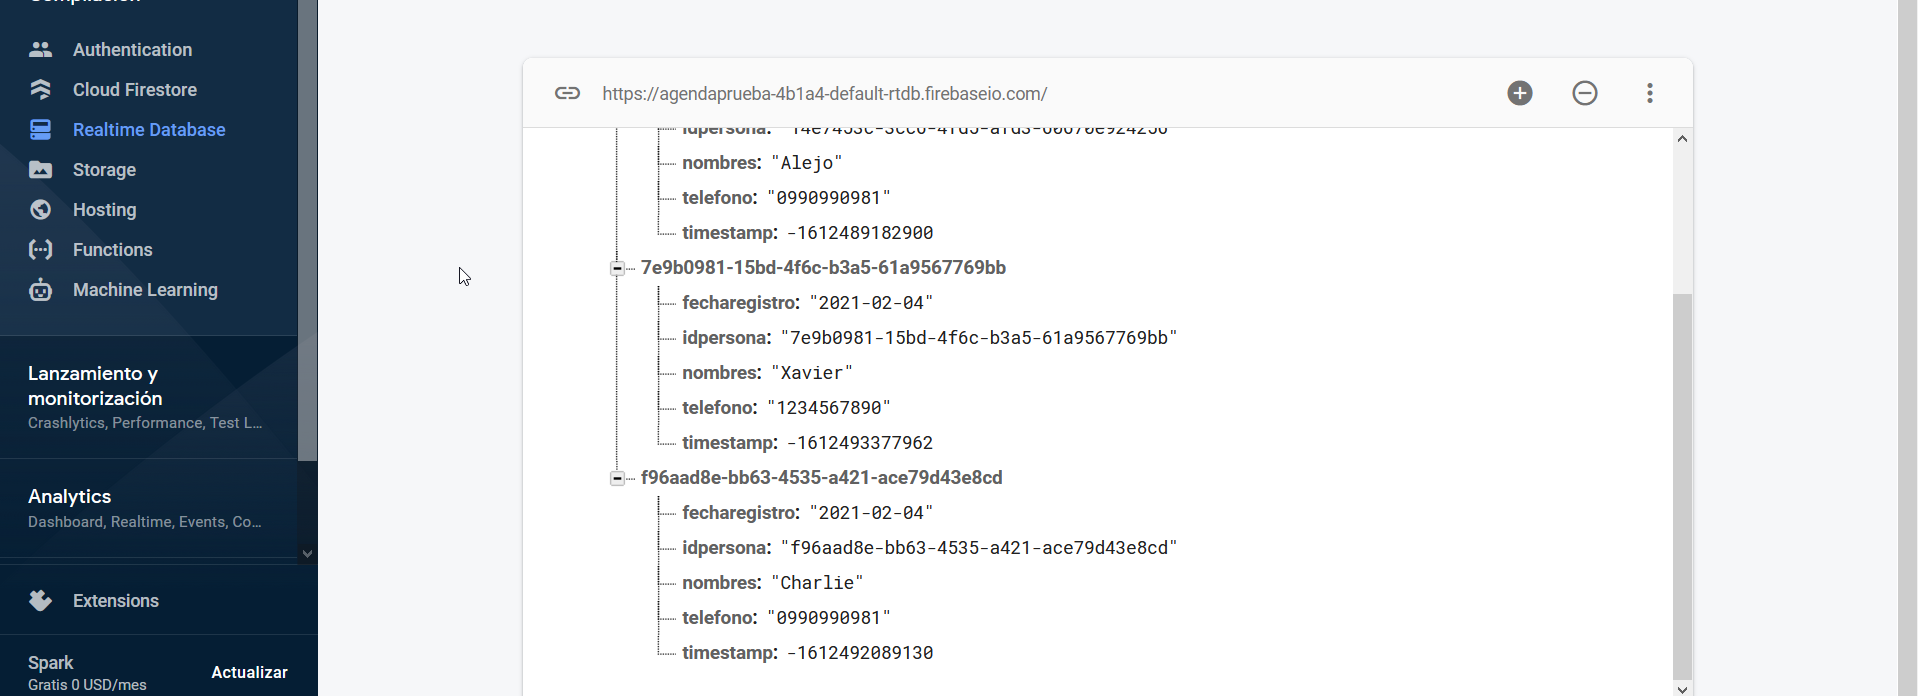 Authentication
Cloud Firestore
Realtime Database
Storage
Hosting
Functions
Machine Learning
Lanzamiento y
monitorización
Crashlytics, Performance, Test L...
Analytics
Dashboard, Realtime, Events, Co...
Extensions
Spark
Gratis 0 USD/mes
Actualizar
https://agendaprueba-4b1a4-default-rtdb.firebaseio.com/
idpersona:
nombres: "Alejo"
telefono: "0990990981"
timestamp: -1612489182900
7e9b0981-15bd-4f6c-b3a5-61a9567769bb
fecharegistro: "2021-02-04"
idpersona: "7e9b0981-15bd-4f6c-b3a5-61a9567769bb"
nombres: "Xavier"
telefono: "1234567890"
timestamp: -1612493377962
f96aad8e-bb63-4535-a421-ace79d43e8cd
fecharegistro: "2021-02-04"
idpersona: "f96aad8e-bb63-4535-a421-ace79d43e8cd"
nombres: "Charlie"
telefono: "0990990981"
timestamp: -1612492089130